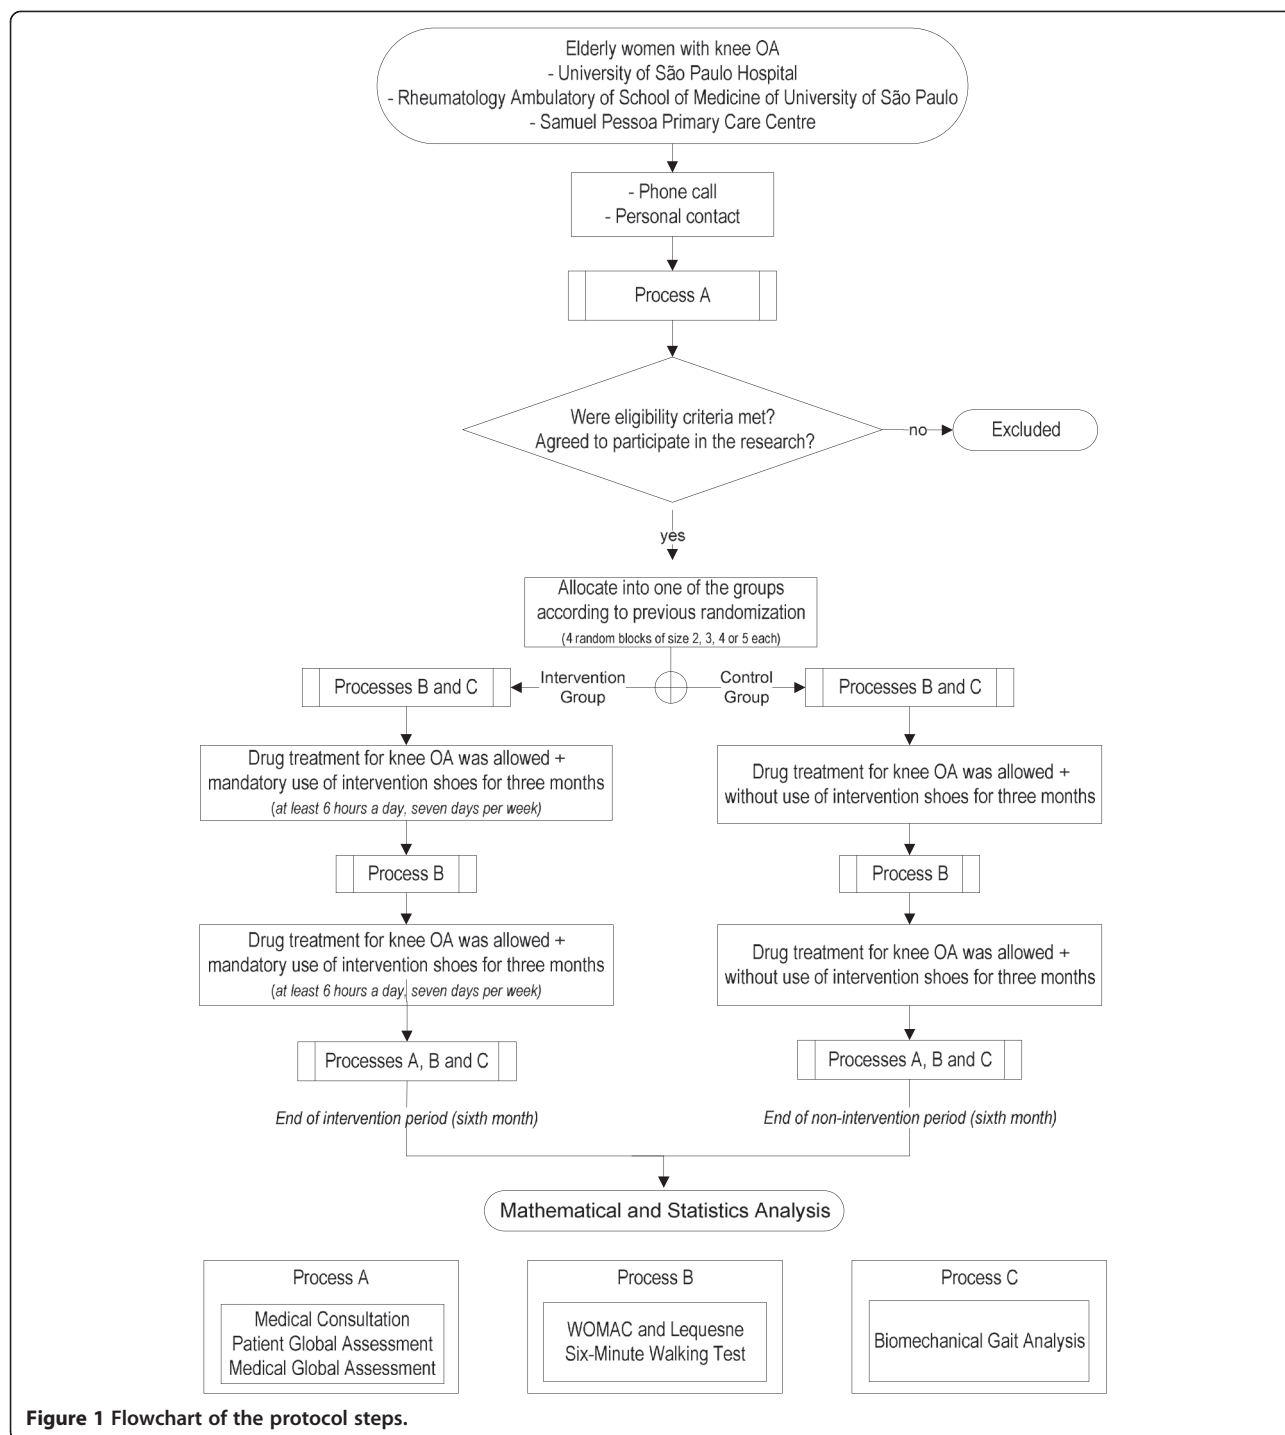 Elderly women with knee OA
- University of São Paulo Hospital
- Rheumatology Ambulatory of School of Medicine of University of São Paulo
- Samuel Pessoa Primary Care Centre
- Phone call
- Personal contact
Process A
Were eligibility criteria met?
Agreed to participate in the research?
no
Excluded
yes
Allocate into one of the groups
according to previous randomization
(4 random blocks of size 2, 3, 4 or 5 each)
Processes B and C
Intervention
Group
Control
Group
Processes B and C
Drug treatment for knee OA was allowed +
mandatory use of intervention shoes for three months
(at least 6 hours a day, seven days per week)
Drug treatment for knee OA was allowed +
without use of intervention shoes for three months
Process B
Process B
Drug treatment for knee OA was allowed +
mandatory use of intervention shoes for three months
(at least 6 hours a day, seven days per week)
Drug treatment for knee OA was allowed +
without use of intervention shoes for three months
Processes A, B and C
Processes A, B and C
End of intervention period (sixth month)
End of non-intervention period (sixth month)
Mathematical and Statistics Analysis
Process A
Medical Consultation
Patient Global Assessment
Medical Global Assessment
Process B
WOMAC and Lequesne
Six-Minute Walking Test
Process C
Biomechanical Gait Analysis
Figure 1 Flowchart of the protocol steps.